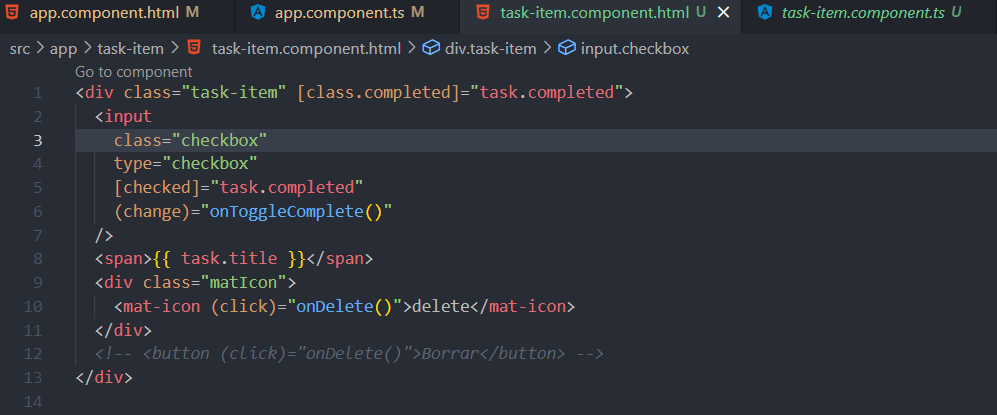 app.component.html M app.component.ts M task-item.component.html U × task-item.component.ts U
src > app > task-item > task-item.component.html > div.task-item > input.checkbox
Go to component
1 <div class="task-item" [class.completed]="task.completed">
2 <input
3 class="checkbox"
4 type="checkbox"
5 [checked]="task.completed"
6 (change)="onToggleComplete()"
7 />
8 <span>{{ task.title }}</span>
9 <div class="matIcon">
10 <mat-icon (click)="onDelete()">delete</mat-icon>
11 </div>
12 <!-- <button (click)="onDelete()">Borrar</button> -->
13 </div>
14